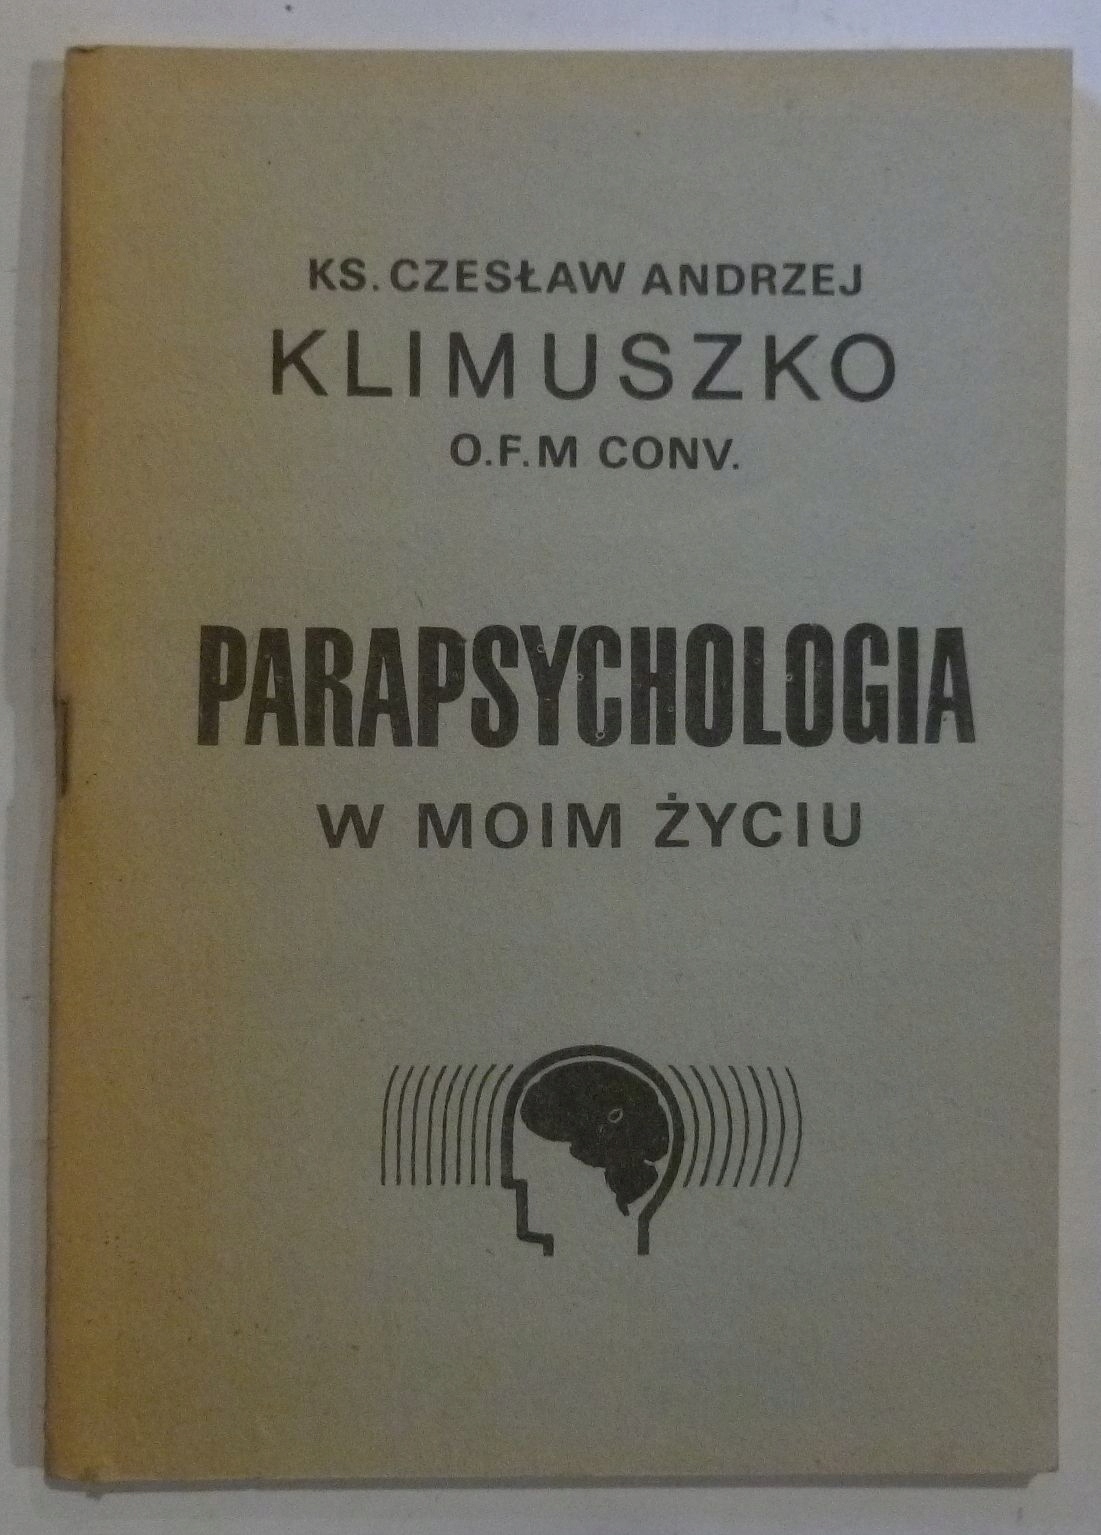 KS. CZESŁAW ANDRZEJ
KLIMUSZKO
O.F.M CONV.
PARAPSYCHOLOGIA
W MOIM ŻYCIU